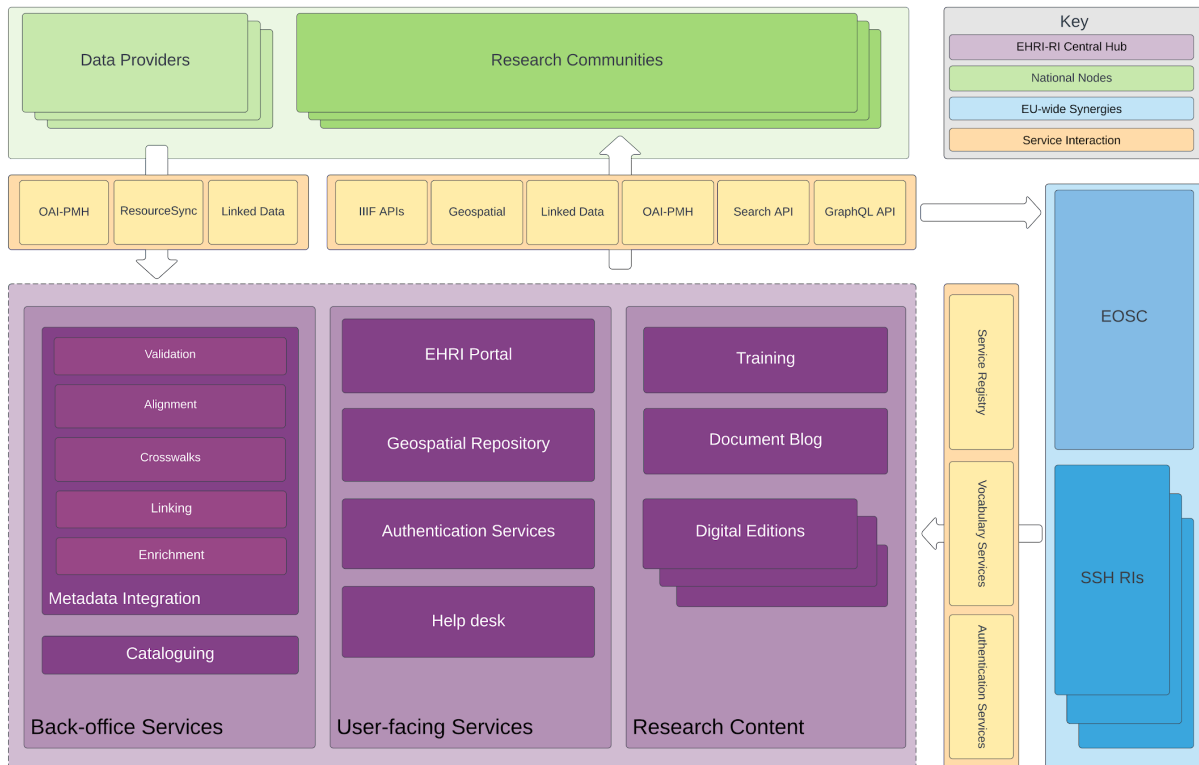 Data Providers
Research Communities
Key
EHRI-RI Central Hub
National Nodes
EU-wide Synergies
Service Interaction
OAI-PMH
ResourceSync
Linked Data
IIIF APIs
Geospatial
Linked Data
OAI-PMH
Search API
GraphQL API
Validation
Alignment
Crosswalks
Linking
Enrichment
Metadata Integration
Cataloguing
Back-office Services
EHRI Portal
Geospatial Repository
Authentication Services
Help desk
User-facing Services
Training
Document Blog
Digital Editions
Research Content
Service Registry
Vocabulary Services
Authentication Services
EOSC
SSH RIs